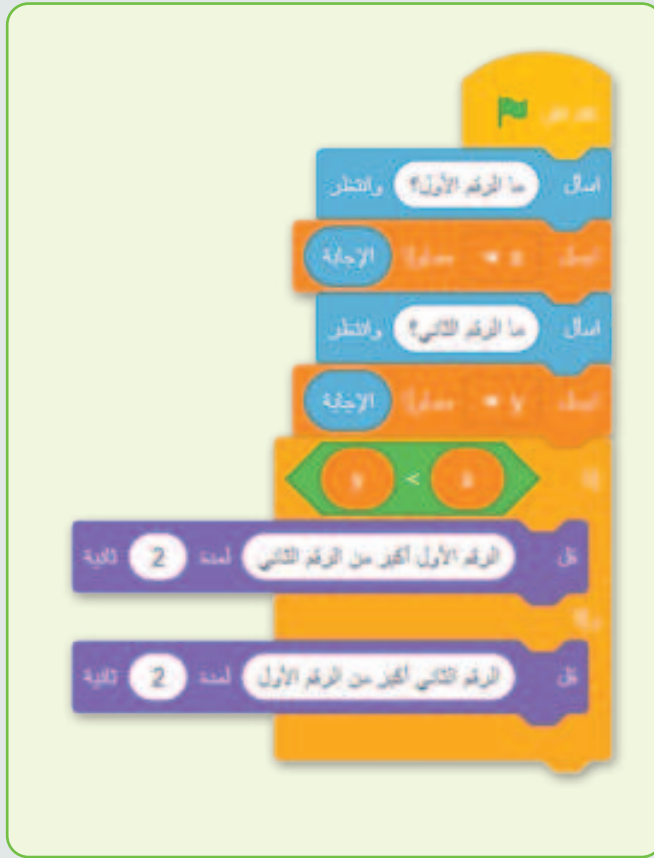 اسأل ما الرقم الأول؟ وانتظر
x الإجابة
اسأل ما الرقم الثاني؟ وانتظر
y الإجابة
x < y
قل الرقم الأول أكبر من الرقم الثاني لمدة 2 ثانية
قل الرقم الثاني أكبر من الرقم الأول لمدة 2 ثانية